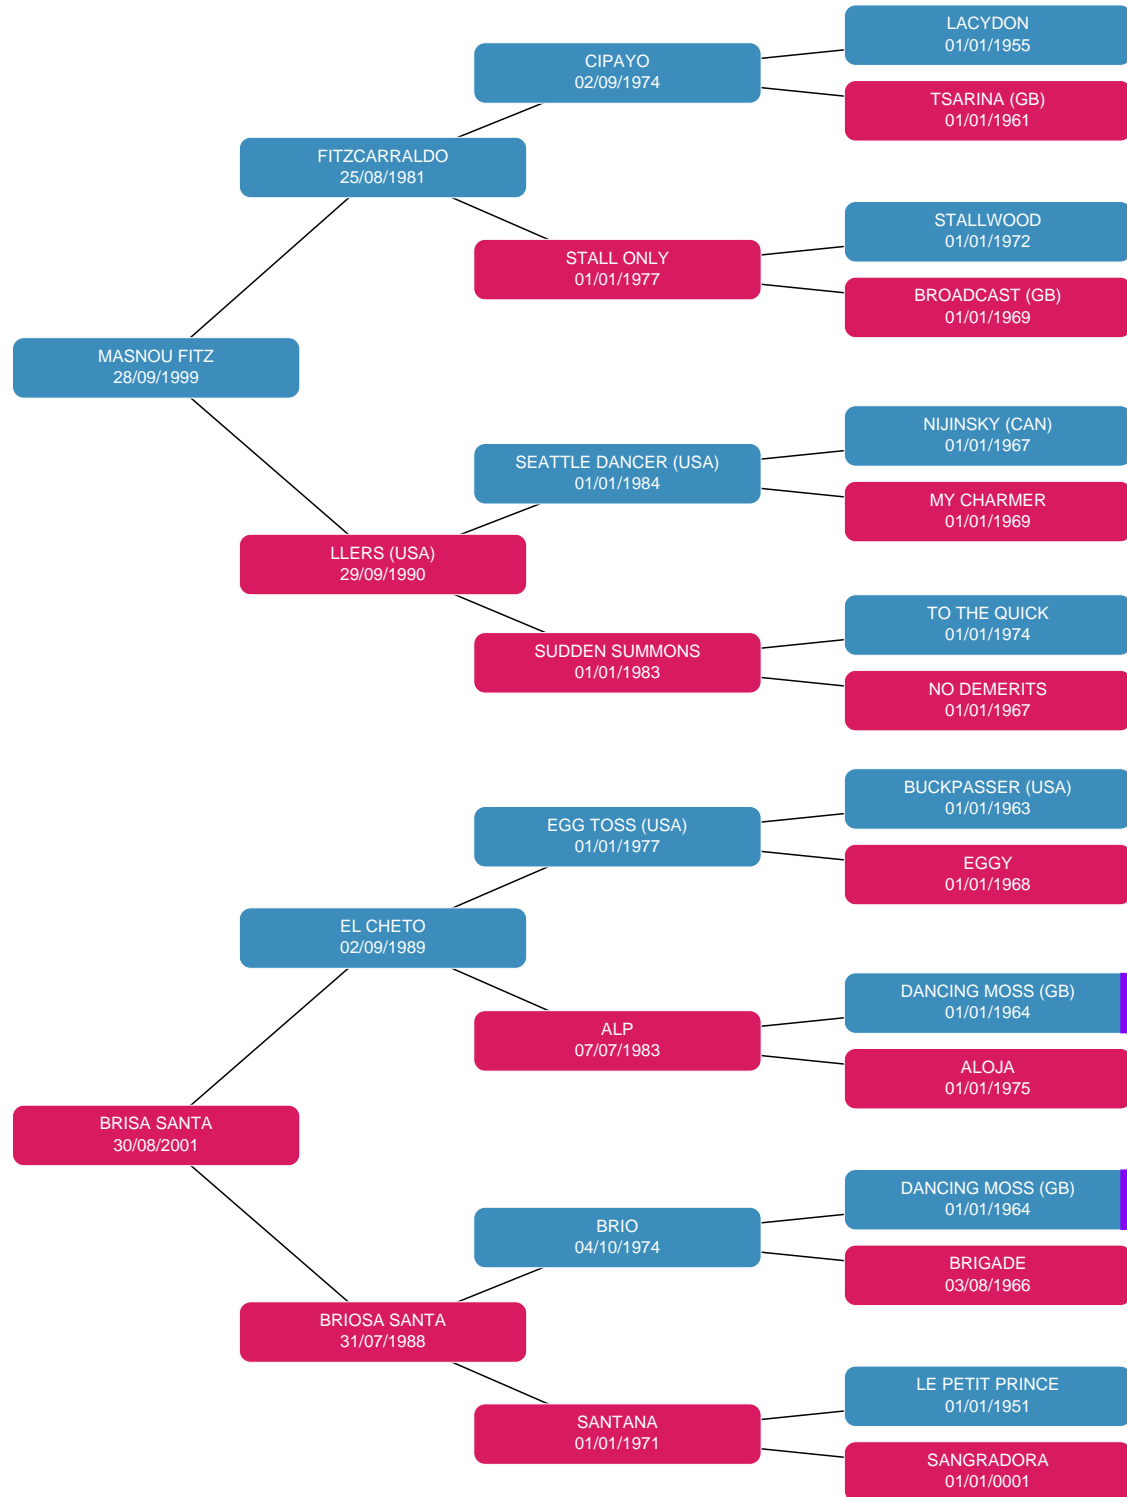 LACYDON
01/01/1955
CIPAYO
02/09/1974
TSARINA (GB)
01/01/1961
FITZCARRALDO
25/08/1981
STALLWOOD
01/01/1972
STALL ONLY
01/01/1977
BROADCAST (GB)
01/01/1969
MASNOU FITZ
28/09/1999
NIJINSKY (CAN)
01/01/1967
SEATTLE DANCER (USA)
01/01/1984
MY CHARMER
01/01/1969
LLERS (USA)
29/09/1990
TO THE QUICK
01/01/1974
SUDDEN SUMMONS
01/01/1983
NO DEMERITS
01/01/1967
BUCKPASSER (USA)
01/01/1963
EGG TOSS (USA)
01/01/1977
EGGY
01/01/1968
EL CHETO
02/09/1989
DANCING MOSS (GB)
01/01/1964
ALP
07/07/1983
ALOJA
01/01/1975
BRISA SANTA
30/08/2001
DANCING MOSS (GB)
01/01/1964
BRIO
04/10/1974
BRIGADE
03/08/1966
BRIOSA SANTA
31/07/1988
LE PETIT PRINCE
01/01/1951
SANTANA
01/01/1971
SANGRADORA
01/01/0001